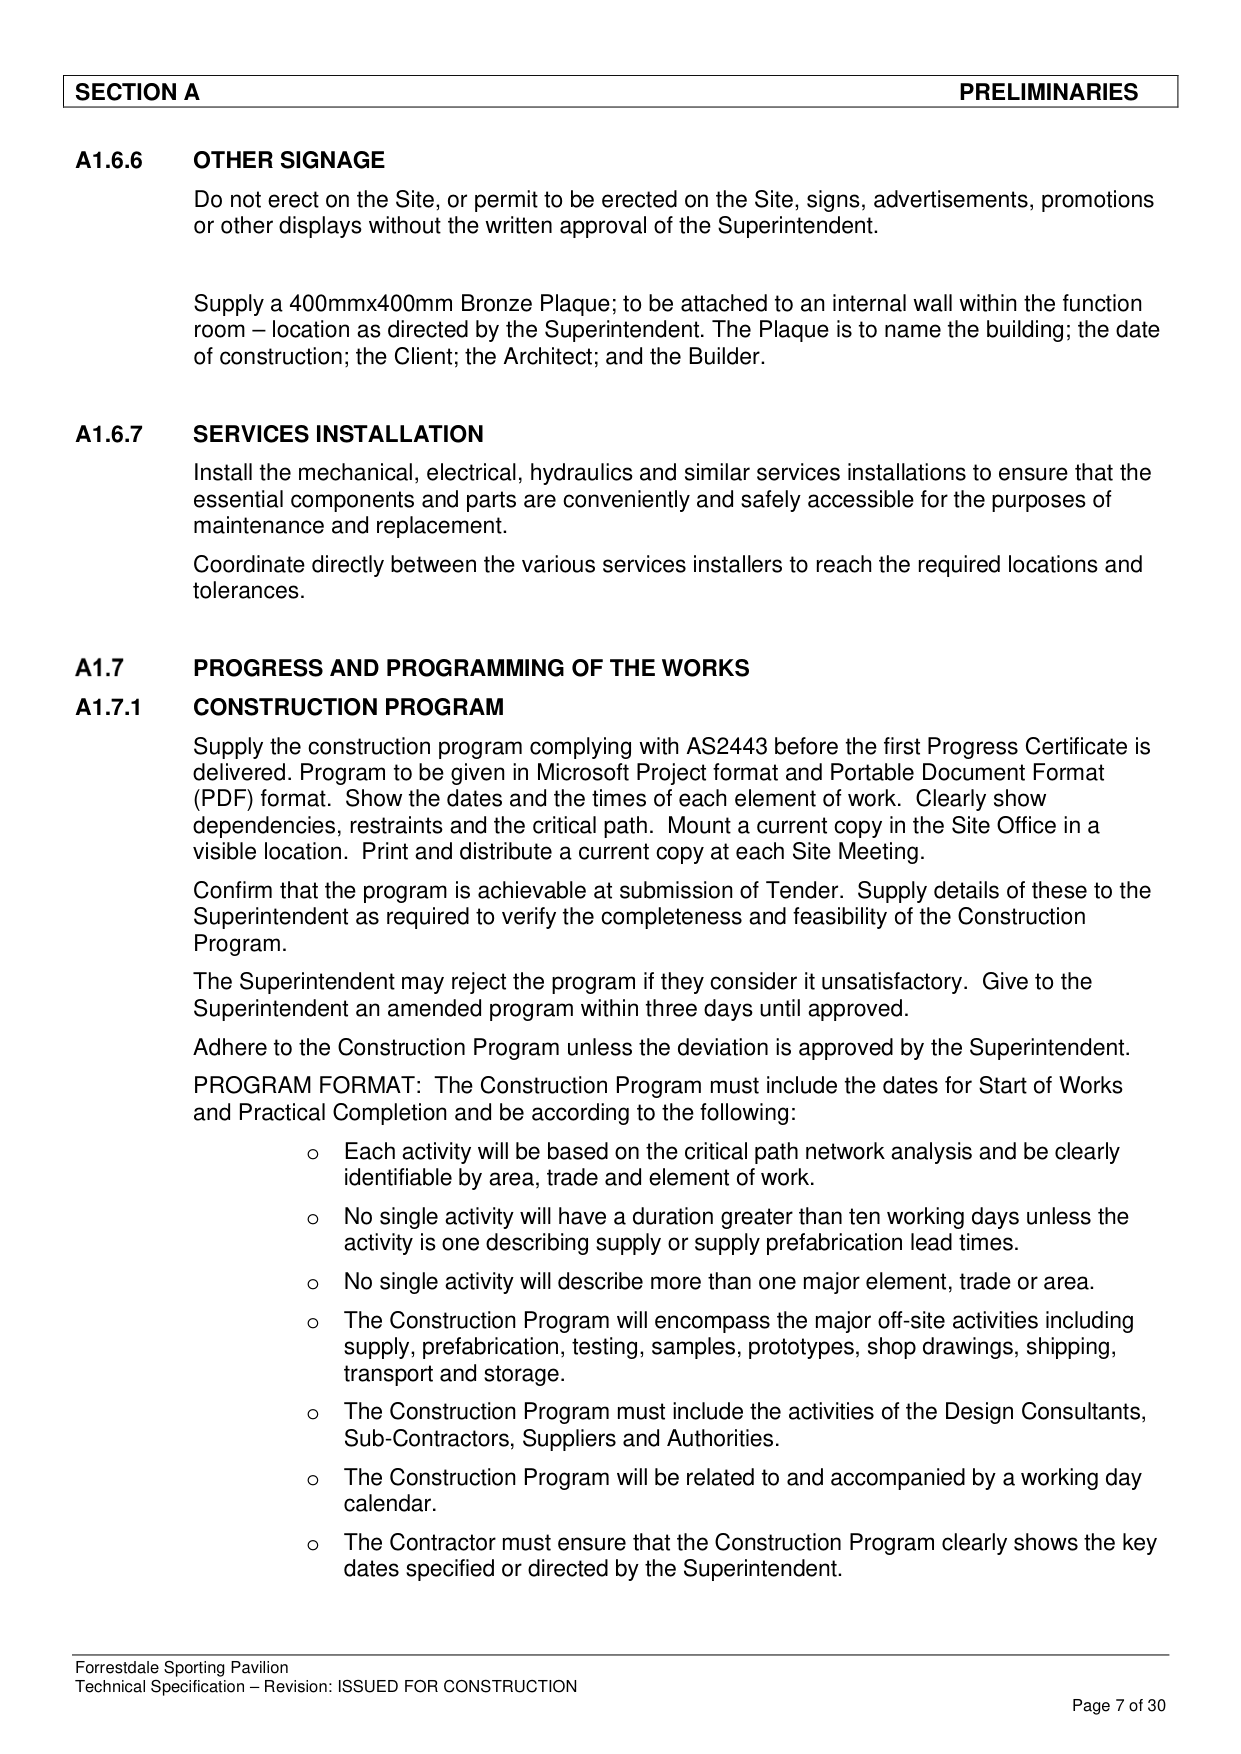 SECTION A PRELIMINARIES
A1.6.6 OTHER SIGNAGE
Do not erect on the Site, or permit to be erected on the Site, signs, advertisements, promotions
or other displays without the written approval of the Superintendent.
Supply a 400mmx400mm Bronze Plaque; to be attached to an internal wall within the function
room – location as directed by the Superintendent. The Plaque is to name the building; the date
of construction; the Client; the Architect; and the Builder.
A1.6.7 SERVICES INSTALLATION
Install the mechanical, electrical, hydraulics and similar services installations to ensure that the
essential components and parts are conveniently and safely accessible for the purposes of
maintenance and replacement.
Coordinate directly between the various services installers to reach the required locations and
tolerances.
A1.7 PROGRESS AND PROGRAMMING OF THE WORKS
A1.7.1 CONSTRUCTION PROGRAM
Supply the construction program complying with AS2443 before the first Progress Certificate is
delivered. Program to be given in Microsoft Project format and Portable Document Format
(PDF) format. Show the dates and the times of each element of work. Clearly show
dependencies, restraints and the critical path. Mount a current copy in the Site Office in a
visible location. Print and distribute a current copy at each Site Meeting.
Confirm that the program is achievable at submission of Tender. Supply details of these to the
Superintendent as required to verify the completeness and feasibility of the Construction
Program.
The Superintendent may reject the program if they consider it unsatisfactory. Give to the
Superintendent an amended program within three days until approved.
Adhere to the Construction Program unless the deviation is approved by the Superintendent.
PROGRAM FORMAT: The Construction Program must include the dates for Start of Works
and Practical Completion and be according to the following:
o Each activity will be based on the critical path network analysis and be clearly
identifiable by area, trade and element of work.
o No single activity will have a duration greater than ten working days unless the
activity is one describing supply or supply prefabrication lead times.
o No single activity will describe more than one major element, trade or area.
o The Construction Program will encompass the major off-site activities including
supply, prefabrication, testing, samples, prototypes, shop drawings, shipping,
transport and storage.
o The Construction Program must include the activities of the Design Consultants,
Sub-Contractors, Suppliers and Authorities.
o The Construction Program will be related to and accompanied by a working day
calendar.
o The Contractor must ensure that the Construction Program clearly shows the key
dates specified or directed by the Superintendent.
Forrestdale Sporting Pavilion
Technical Specification – Revision: ISSUED FOR CONSTRUCTION
Page 7 of 30